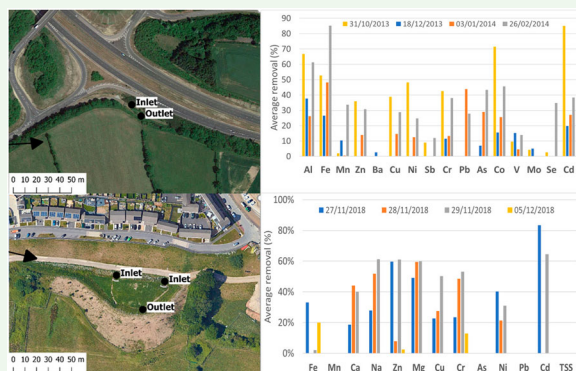 Inlet
Outlet
0 10 20 30 40 50 m
Average removal (%)
31/10/2013 18/12/2013 03/01/2014 26/02/2014
90
80
70
60
50
40
30
20
10
0
Al Fe Mn Zn Ba Cu Ni Sb Cr Pb As Co V Mo Se Cd
Inlet Inlet
Outlet
0 10 20 30 40 50 m
Average removal (%)
27/11/2018 28/11/2018 29/11/2018 05/12/2018
100%
80%
60%
40%
20%
0%
Fe Mn Ca Na Zn Mg Cu Cr As Ni Pb Cd TSS